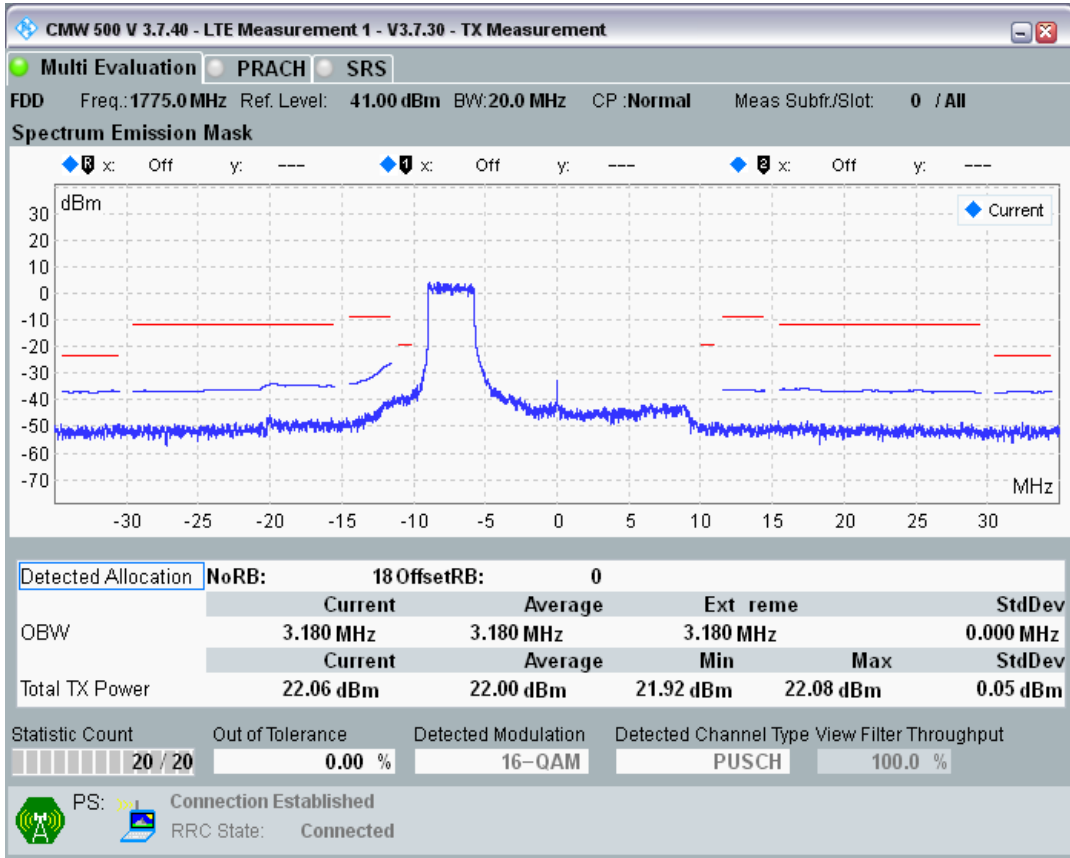 CMW 500 V 3.7.40 - LTE Measurement 1 - V3.7.30 - TX Measurement
Multi Evaluation PRACH SRS
FDD Freq.: 1775.0 MHz Ref. Level: 41.00 dBm BW: 20.0 MHz CP : Normal Meas Subfr./Slot: 0 / All
Spectrum Emission Mask
R x: Off y: --- 1 x: Off y: --- 2 x: Off y: ---
dBm
Current
30
20
10
0
-10
-20
-30
-40
-50
-60
-70
MHz
-30 -25 -20 -15 -10 -5 0 5 10 15 20 25 30
Detected Allocation NoRB: 18 OffsetRB: 0
Current Average Ext reme StdDev
OBW 3.180 MHz 3.180 MHz 3.180 MHz 0.000 MHz
Current Average Min Max StdDev
Total TX Power 22.06 dBm 22.00 dBm 21.92 dBm 22.08 dBm 0.05 dBm
Statistic Count Out of Tolerance Detected Modulation Detected Channel Type View Filter Throughput
20 / 20 0.00 % 16-QAM PUSCH 100.0 %
PS: Connection Established
RRC State: Connected